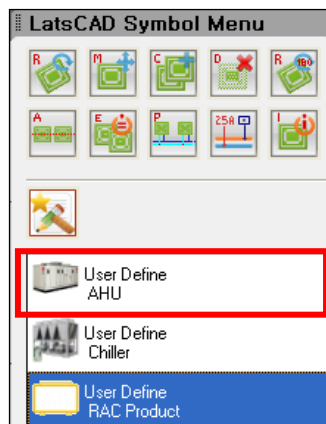 LatsCAD Symbol Menu
R M C D R 180
A E P 25A I
User Define
AHU
User Define
Chiller
User Define
RAC Product